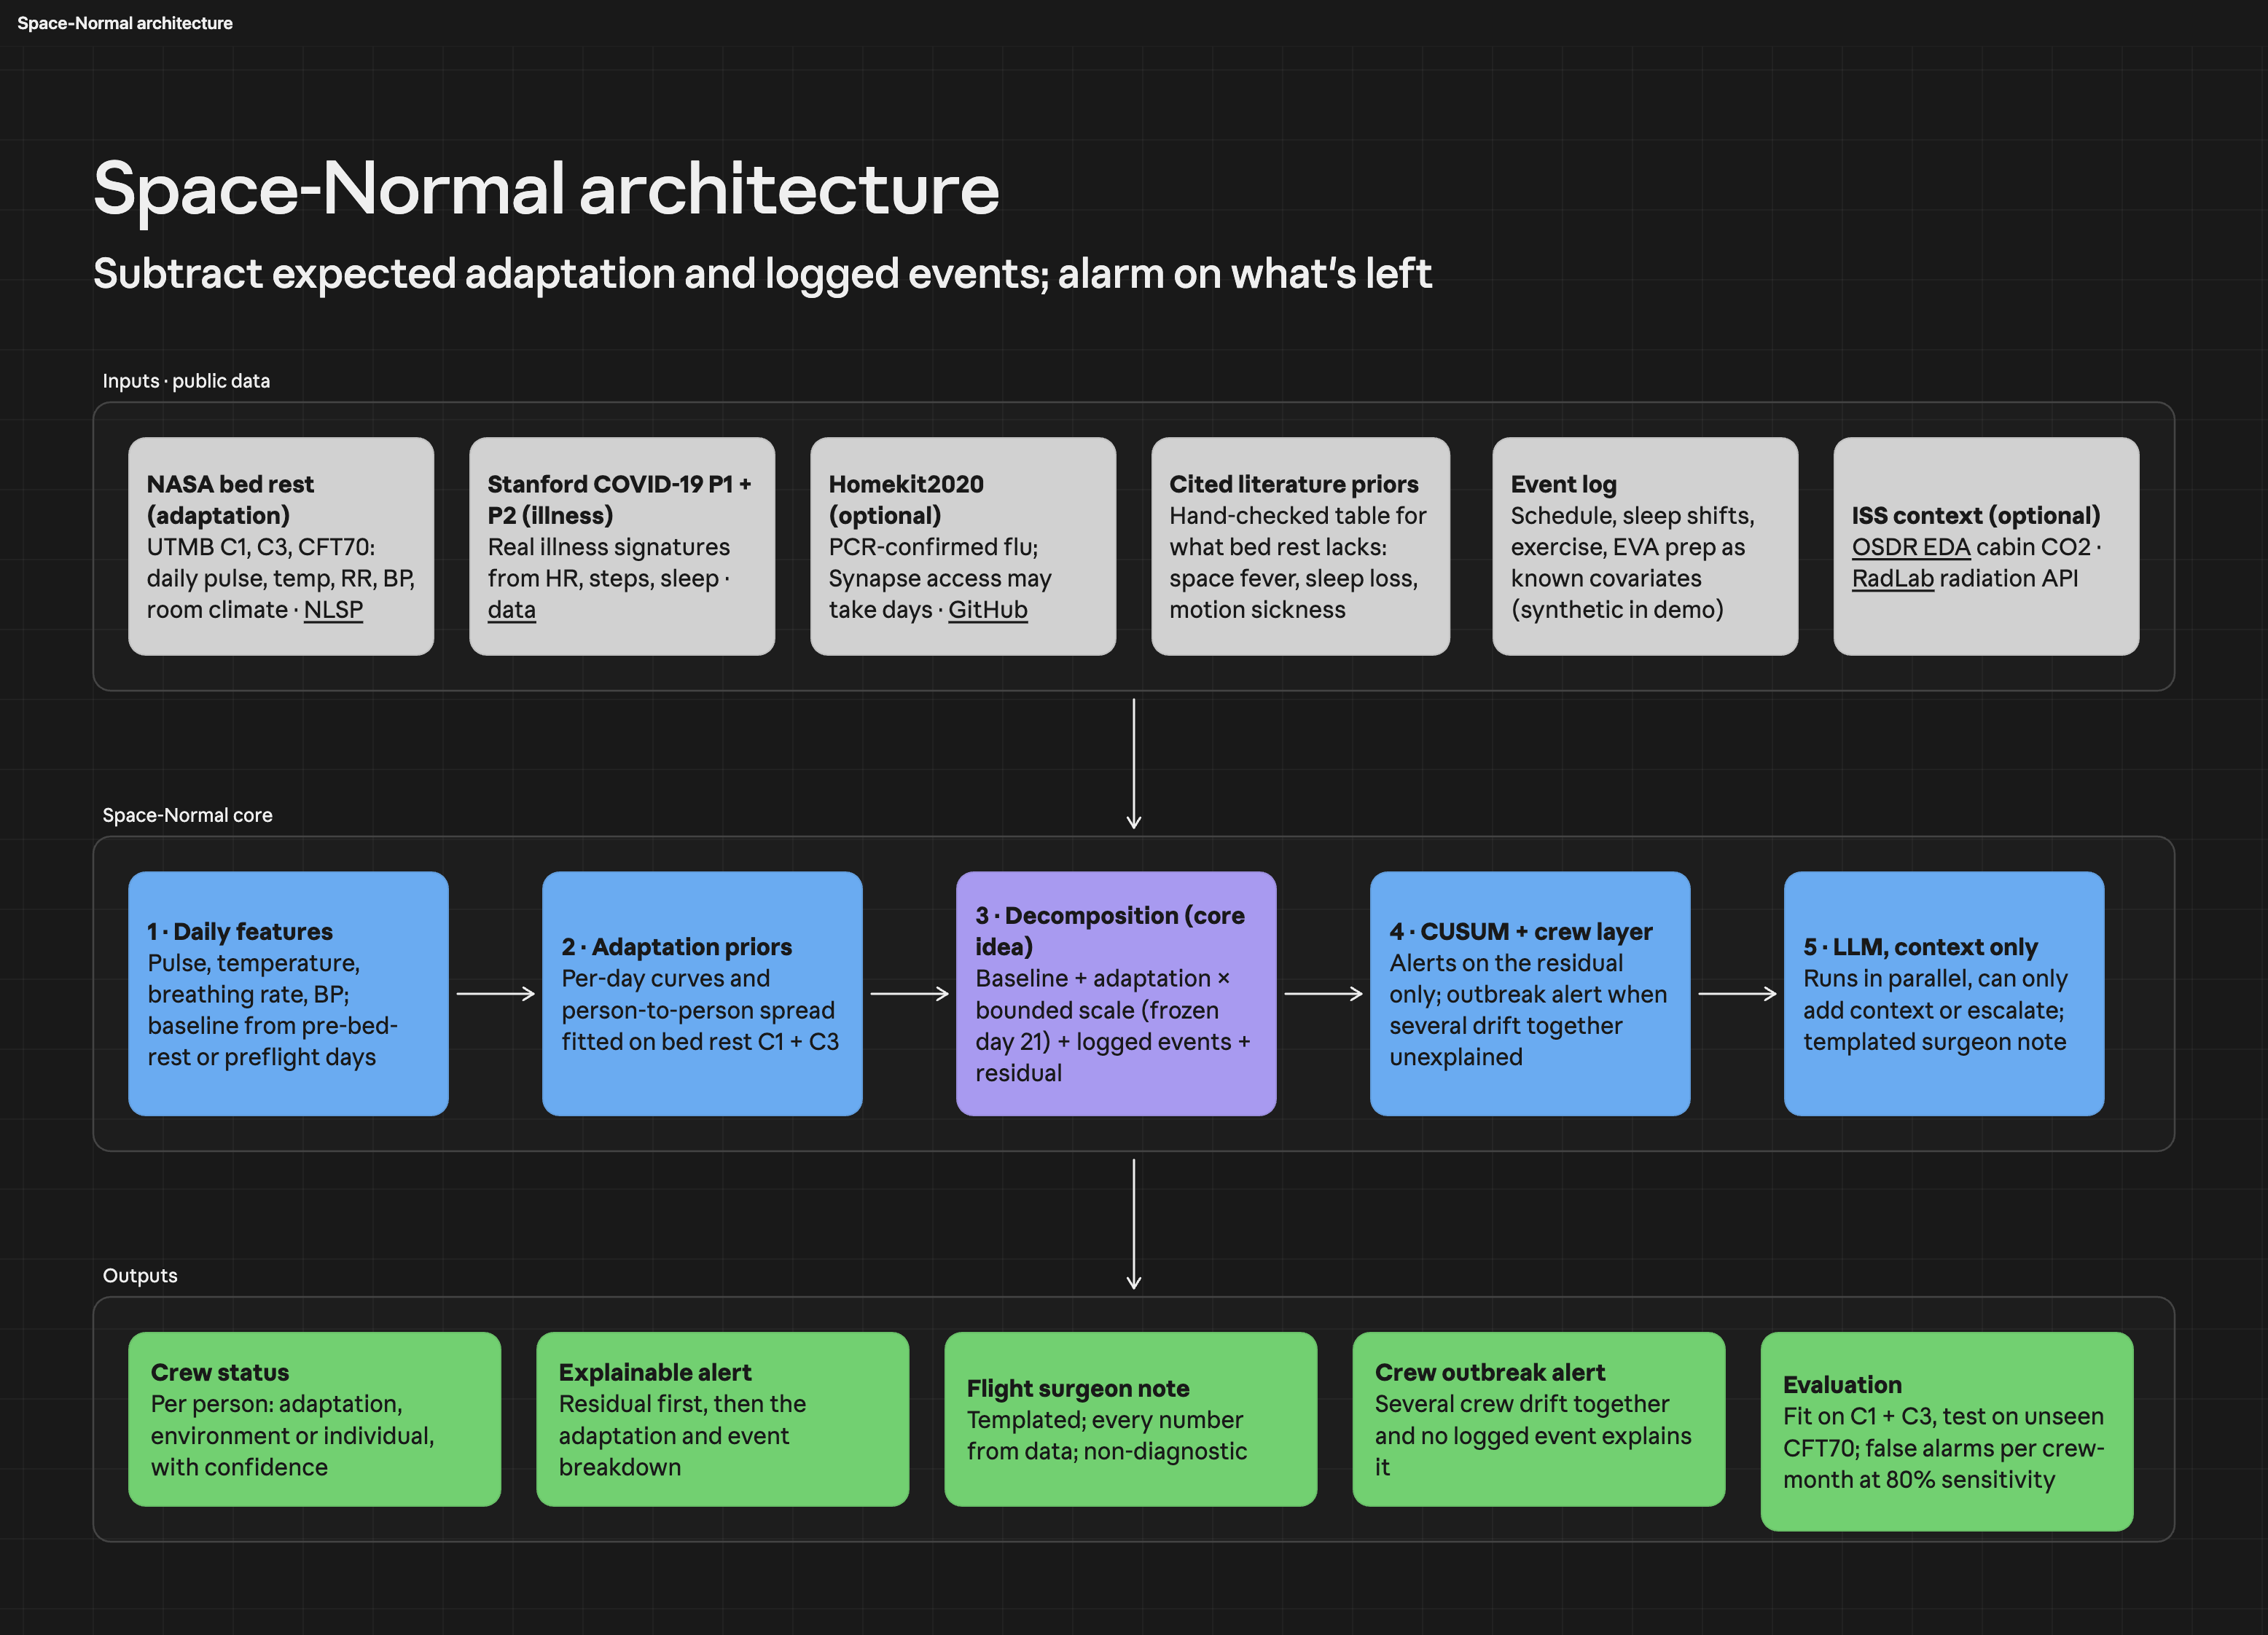 Space-Normal architecture
Space-Normal architecture
Subtract expected adaptation and logged events; alarm on what's left
Inputs · public data
NASA bed rest
(adaptation)
UTMB C1, C3, CFT70:
daily pulse, temp, RR, BP,
room climate · NLSP
Stanford COVID-19 P1 +
P2 (illness)
Real illness signatures
from HR, steps, sleep ·
data
Homekit2020
(optional)
PCR-confirmed flu;
Synapse access may
take days · GitHub
Cited literature priors
Hand-checked table for
what bed rest lacks:
space fever, sleep loss,
motion sickness
Event log
Schedule, sleep shifts,
exercise, EVA prep as
known covariates
(synthetic in demo)
ISS context (optional)
OSDR EDA cabin CO2 ·
RadLab radiation API
Space-Normal core
1 · Daily features
Pulse, temperature,
breathing rate, BP;
baseline from pre-bed-
rest or preflight days
2 · Adaptation priors
Per-day curves and
person-to-person spread
fitted on bed rest C1 + C3
3 · Decomposition (core
idea)
Baseline + adaptation ×
bounded scale (frozen
day 21) + logged events +
residual
4 · CUSUM + crew layer
Alerts on the residual
only; outbreak alert when
several drift together
unexplained
5 · LLM, context only
Runs in parallel, can only
add context or escalate;
templated surgeon note
Outputs
Crew status
Per person: adaptation,
environment or individual,
with confidence
Explainable alert
Residual first, then the
adaptation and event
breakdown
Flight surgeon note
Templated; every number
from data; non-diagnostic
Crew outbreak alert
Several crew drift together
and no logged event explains
it
Evaluation
Fit on C1 + C3, test on unseen
CFT70; false alarms per crew-
month at 80% sensitivity